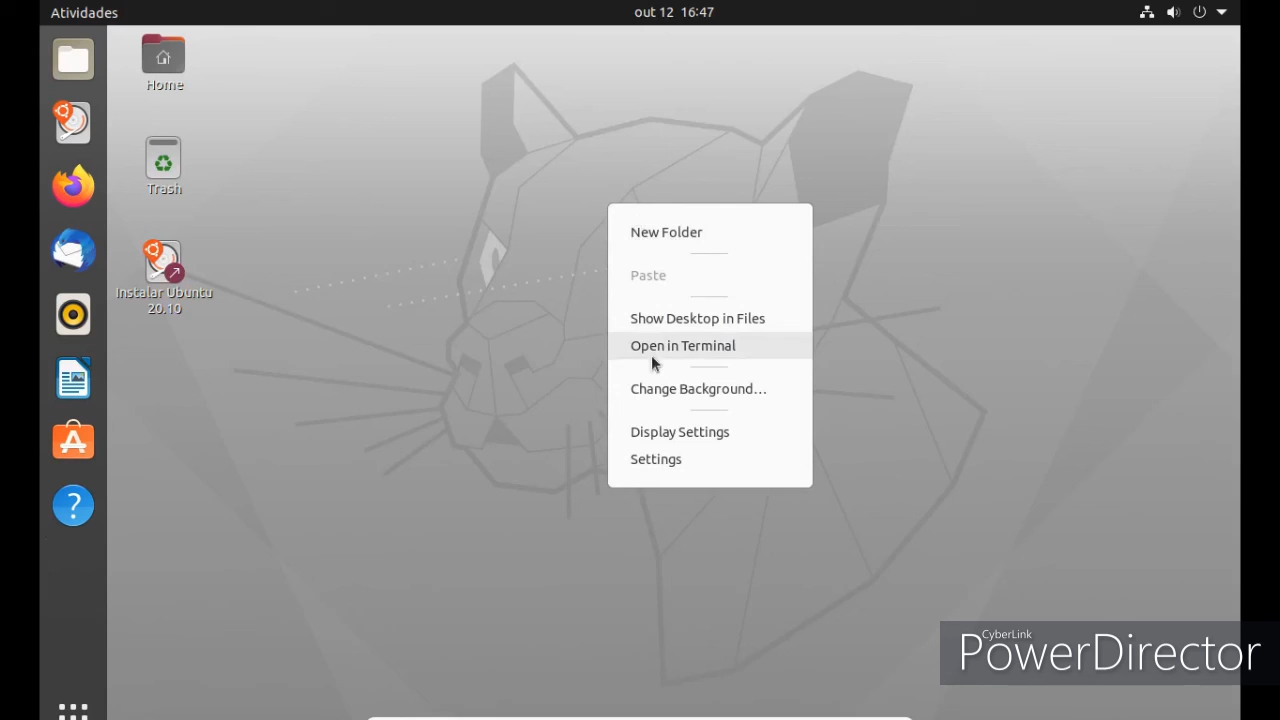 Atividades
out 12 16:47
Home
Trash
Instalar Ubuntu
20.10
New Folder
Paste
Show Desktop in Files
Open in Terminal
Change Background...
Display Settings
Settings
?
CyberLink
PowerDirector